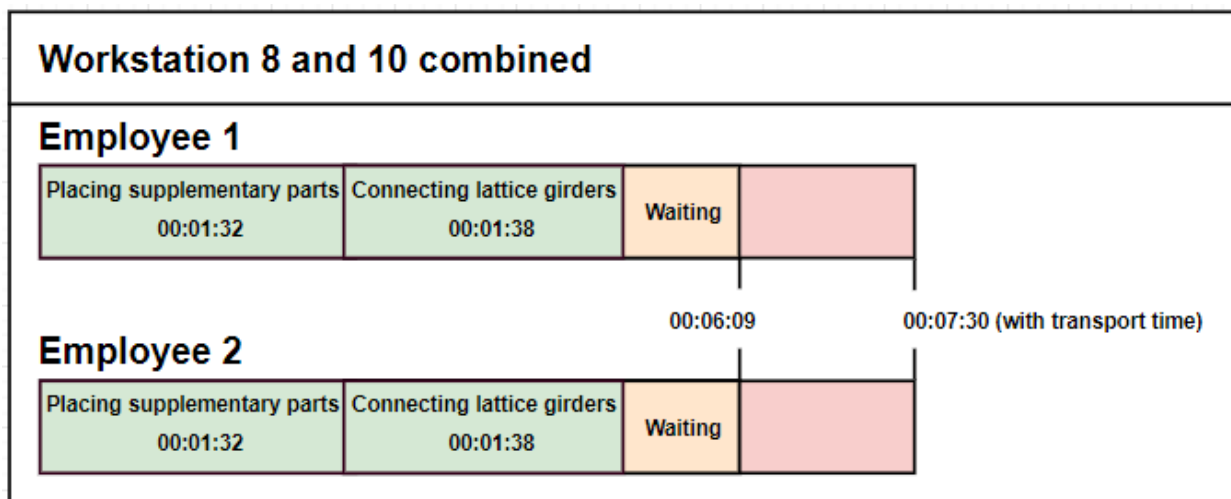 Workstation 8 and 10 combined
Employee 1
Placing supplementary parts
00:01:32
Connecting lattice girders
00:01:38
Waiting
00:06:09
00:07:30 (with transport time)
Employee 2
Placing supplementary parts
00:01:32
Connecting lattice girders
00:01:38
Waiting